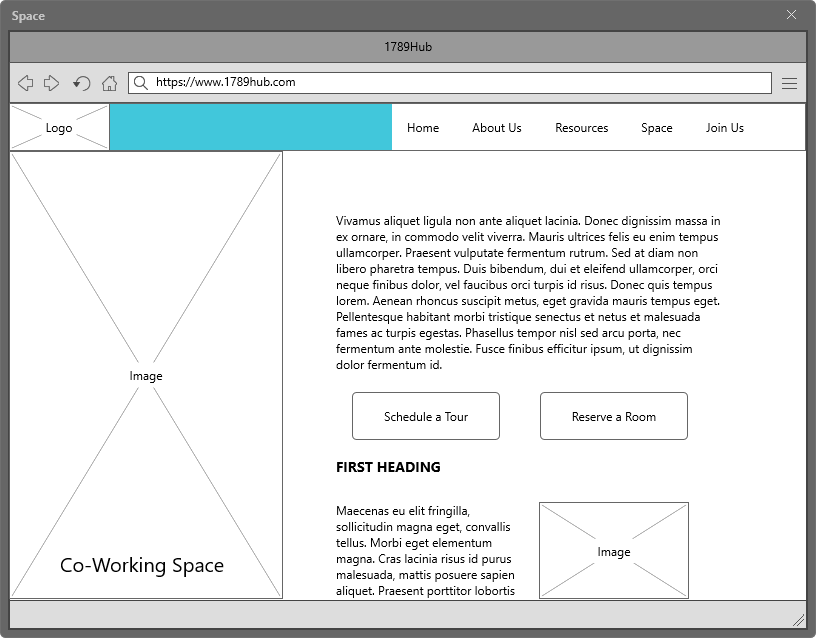 Space
1789Hub
https://www.1789hub.com
Logo
Home
About Us
Resources
Space
Join Us
Image
Co-Working Space
Vivamus aliquet ligula non ante aliquet lacinia. Donec dignissim massa in
ex ornare, in commodo velit viverra. Mauris ultrices felis eu enim tempus
ullamcorper. Praesent vulputate fermentum rutrum. Sed at diam non
libero pharetra tempus. Duis bibendum, dui et eleifend ullamcorper, orci
neque finibus dolor, vel faucibus orci turpis id risus. Donec quis tempus
lorem. Aenean rhoncus suscipit metus, eget gravida mauris tempus eget.
Pellentesque habitant morbi tristique senectus et netus et malesuada
fames ac turpis egestas. Phasellus tempor nisl sed arcu porta, nec
fermentum ante molestie. Fusce finibus efficitur ipsum, ut dignissim
dolor fermentum id.
Schedule a Tour
Reserve a Room
FIRST HEADING
Maecenas eu elit fringilla,
sollicitudin magna eget, convallis
tellus. Morbi eget elementum
magna. Cras lacinia risus id purus
malesuada, mattis posuere sapien
aliquet. Praesent porttitor lobortis
Image